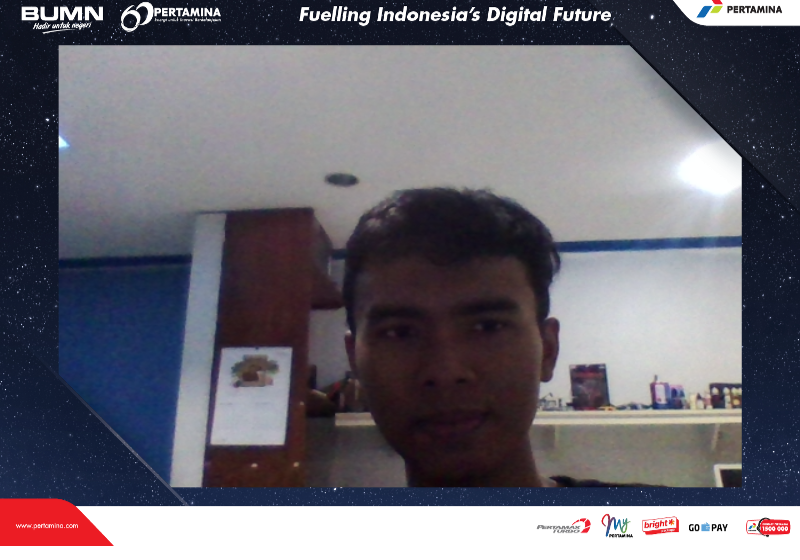 BUMN
Hadir untuk negeri
60 PERTAMINA
Fuelling Indonesia's Digital Future
PERTAMINA
www.pertamina.com
PERTAMAX
TURBO
My
PERTAMINA
bright
GO PAY
1500 000